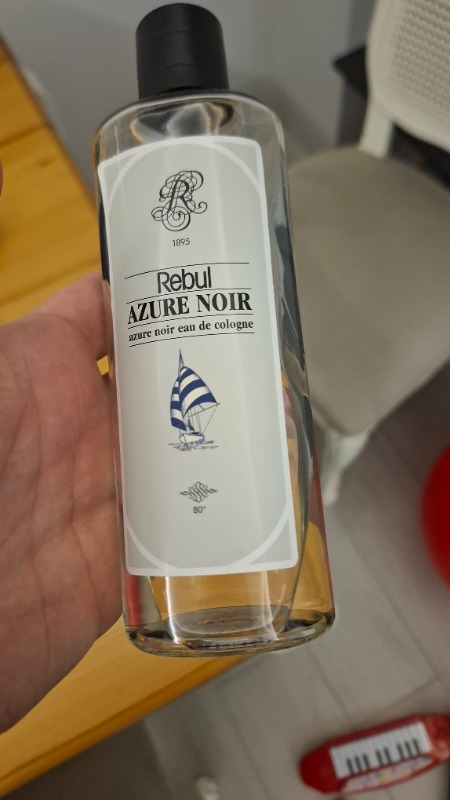 R
1895
Rebul
AZURE NOIR
azure noir eau de cologne
80°